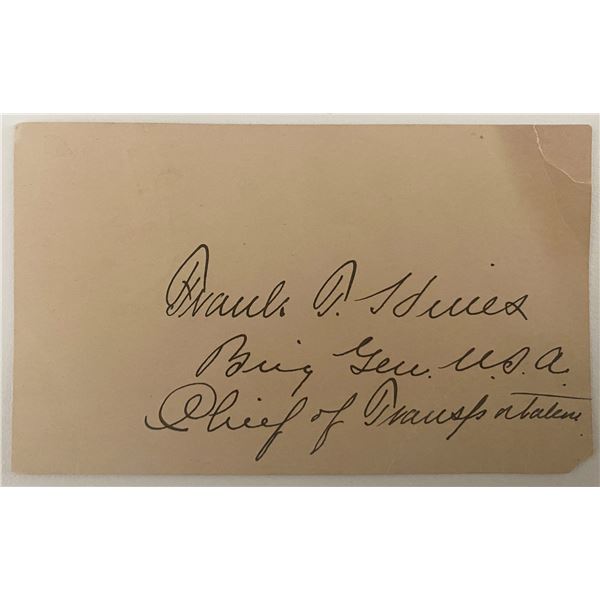 Frank T. Hines
Brig Gen. U.S.A.
Chief of Transportation